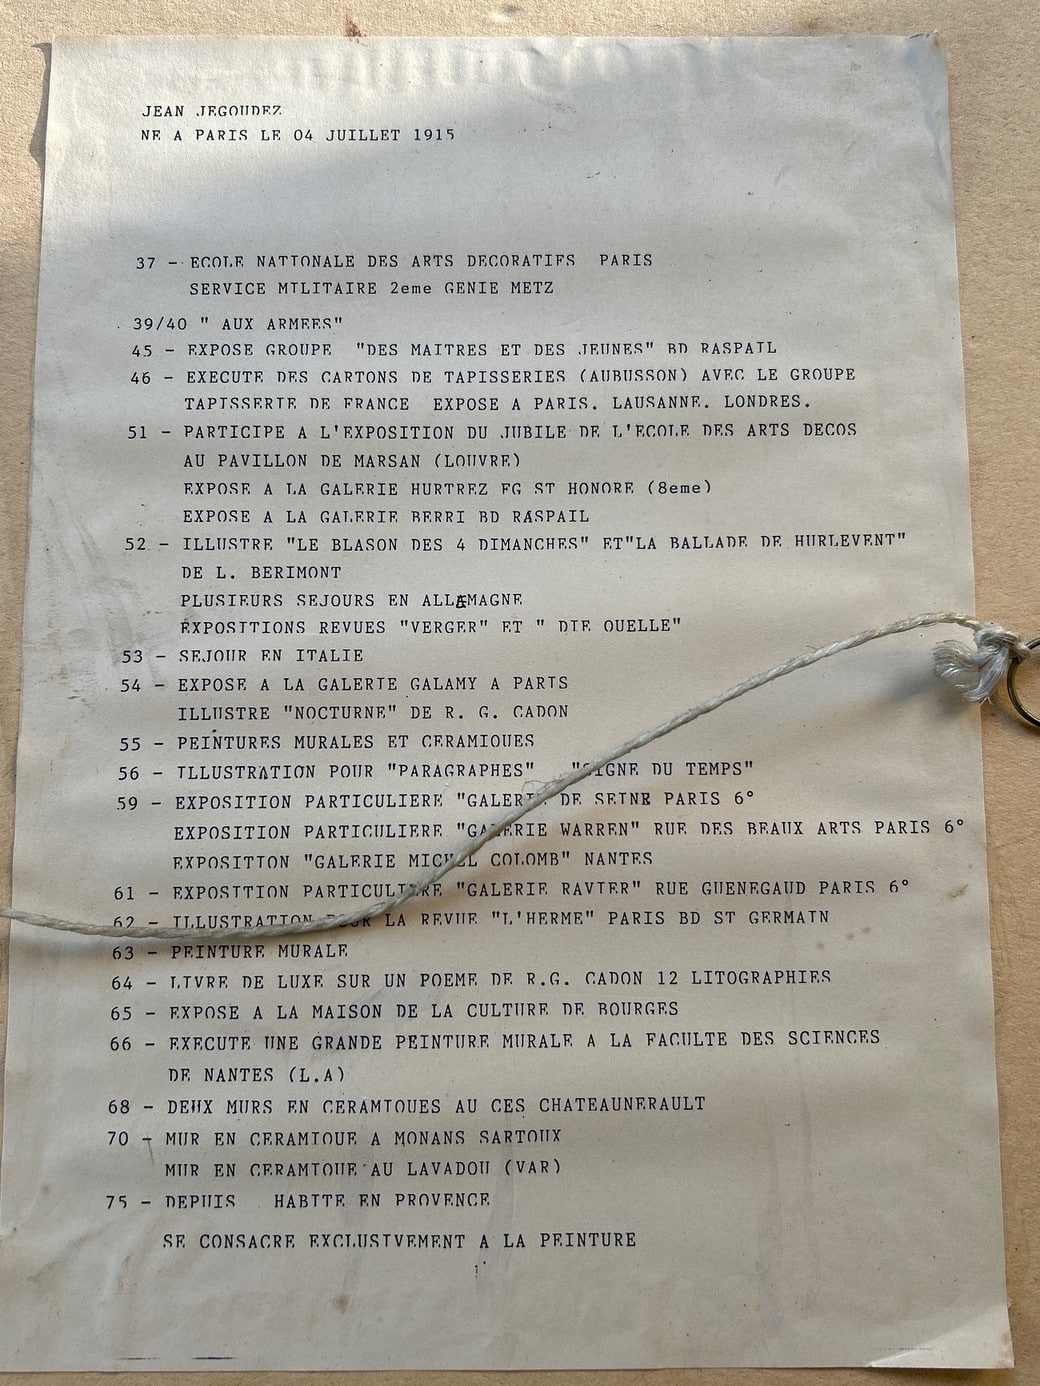 JEAN JEGOUDEZ
NE A PARIS LE 04 JUILLET 1915
37 - ECOLE NATIONALE DES ARTS DECORATIFS PARIS
SERVICE MILITAIRE 2eme GENIE METZ
39/40 " AUX ARMEES"
45 - EXPOSE GROUPE "DES MAITRES ET DES JEUNES" BD RASPAIL
46 - EXECUTE DES CARTONS DE TAPISSERIES (AUBUSSON) AVEC LE GROUPE
TAPISSERIE DE FRANCE EXPOSE A PARIS. LAUSANNE. LONDRES.
51 - PARTICIPE A L'EXPOSITION DU JUBILE DE L'ECOLE DES ARTS DECOS
AU PAVILLON DE MARSAN (LOUVRE)
EXPOSE A LA GALERIE HURTREZ FG ST HONORE (8eme)
EXPOSE A LA GALERIE BERRI BD RASPAIL
52 - ILLUSTRE "LE BLASON DES 4 DIMANCHES" ET"LA BALLADE DE HURLEVENT"
DE L. BERIMONT
PLUSIEURS SEJOURS EN ALLEMAGNE
EXPOSITIONS REVUES "VERGER" ET " DIE QUELLE"
53 - SEJOUR EN ITALIE
54 - EXPOSE A LA GALERIE GALAMY A PARIS
ILLUSTRE "NOCTURNE" DE R. G. CADON
55 - PEINTURES MURALES ET CERAMIQUES
56 - ILLUSTRATION POUR "PARAGRAPHES" "SIGNE DU TEMPS"
59 - EXPOSITION PARTICULIERE "GALERIE DE SEINE PARIS 6°
EXPOSITION PARTICULIERE "GALERIE WARREN" RUE DES BEAUX ARTS PARIS 6°
EXPOSITION "GALERIE MICHEL COLOMB" NANTES
61 - EXPOSITION PARTICULIERE "GALERIE RAVIER" RUE GUENEGAUD PARIS 6°
62 - ILLUSTRATION POUR LA REVUE "L'HERME" PARIS BD ST GERMAIN
63 - PEINTURE MURALE
64 - LIVRE DE LUXE SUR UN POEME DE R.G. CADON 12 LITOGRAPHIES
65 - EXPOSE A LA MAISON DE LA CULTURE DE BOURGES
66 - EXECUTE UNE GRANDE PEINTURE MURALE A LA FACULTE DES SCIENCES
DE NANTES (L.A)
68 - DEUX MURS EN CERAMIQUES AU CES CHATEAUNERAULT
70 - MUR EN CERAMIQUE A MONANS SARTOUX
MUR EN CERAMIQUE AU LAVADOU (VAR)
75 - DEPUIS HABITE EN PROVENCE
SE CONSACRE EXCLUSIVEMENT A LA PEINTURE